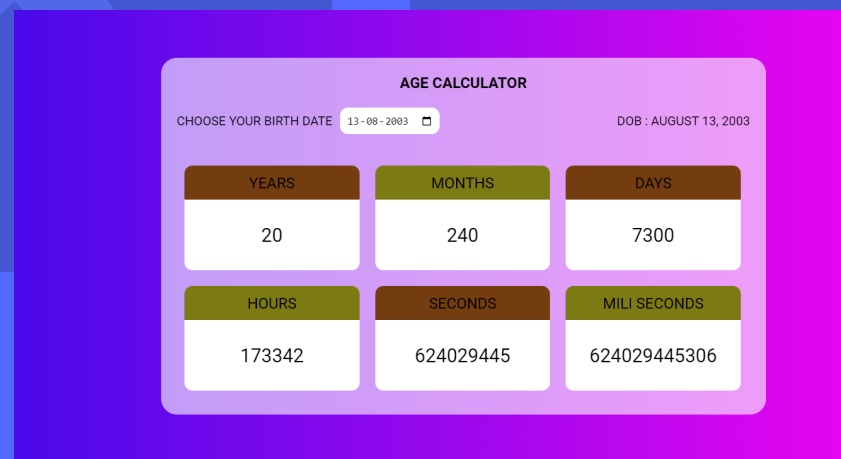 AGE CALCULATOR
CHOOSE YOUR BIRTH DATE 13-08-2003 DOB : AUGUST 13, 2003
YEARS MONTHS DAYS
20 240 7300
HOURS SECONDS MILI SECONDS
173342 624029445 624029445306